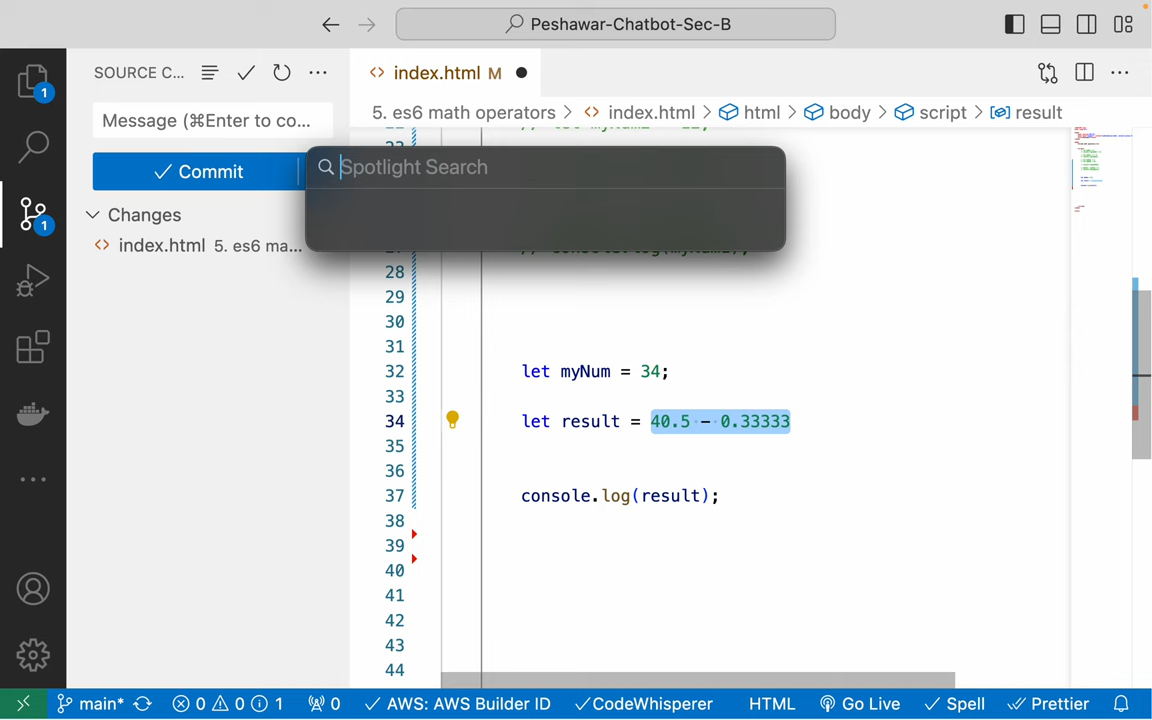 Peshawar-Chatbot-Sec-B
SOURCE C...
index.html M
5. es6 math operators > index.html > html > body > script > result
Message (⌘Enter to co...
Commit
Spotlight Search
Changes
index.html 5. es6 ma...
1
1
28
29
30
31
32 let myNum = 34;
33
34 let result = 40.5 - 0.33333
35
36
37 console.log(result);
38
39
40
41
42
43
44
main* 0 0 1 0 AWS: AWS Builder ID CodeWhisperer HTML Go Live Spell Prettier